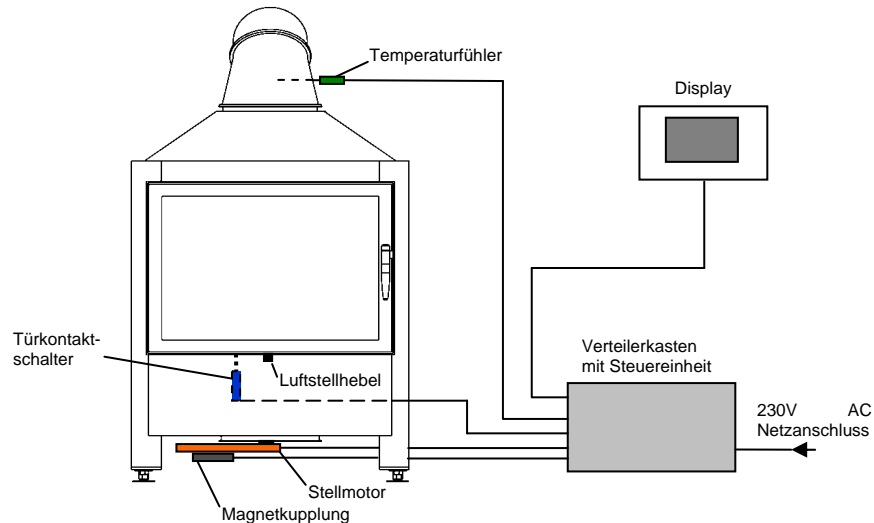 Temperaturfühler
Display
Türkontakt-
schalter
Luftstellhebel
Verteilerkasten
mit Steuereinheit
230V AC
Netzanschluss
Stellmotor
Magnetkupplung